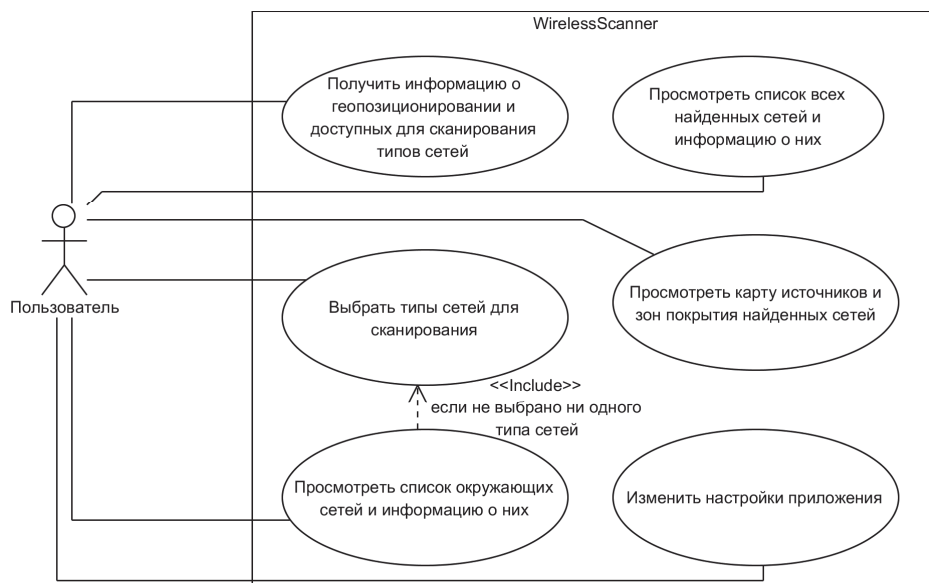 WirelessScanner
Получить информацию о
геопозиционировании и
доступных для сканирования
типов сетей
Просмотреть список всех
найденных сетей и
информацию о них
Пользователь
Выбрать типы сетей для
сканирования
Просмотреть карту источников и
зон покрытия найденных сетей
<<Include>>
если не выбрано ни одного
типа сетей
Просмотреть список окружающих
сетей и информацию о них
Изменить настройки приложения